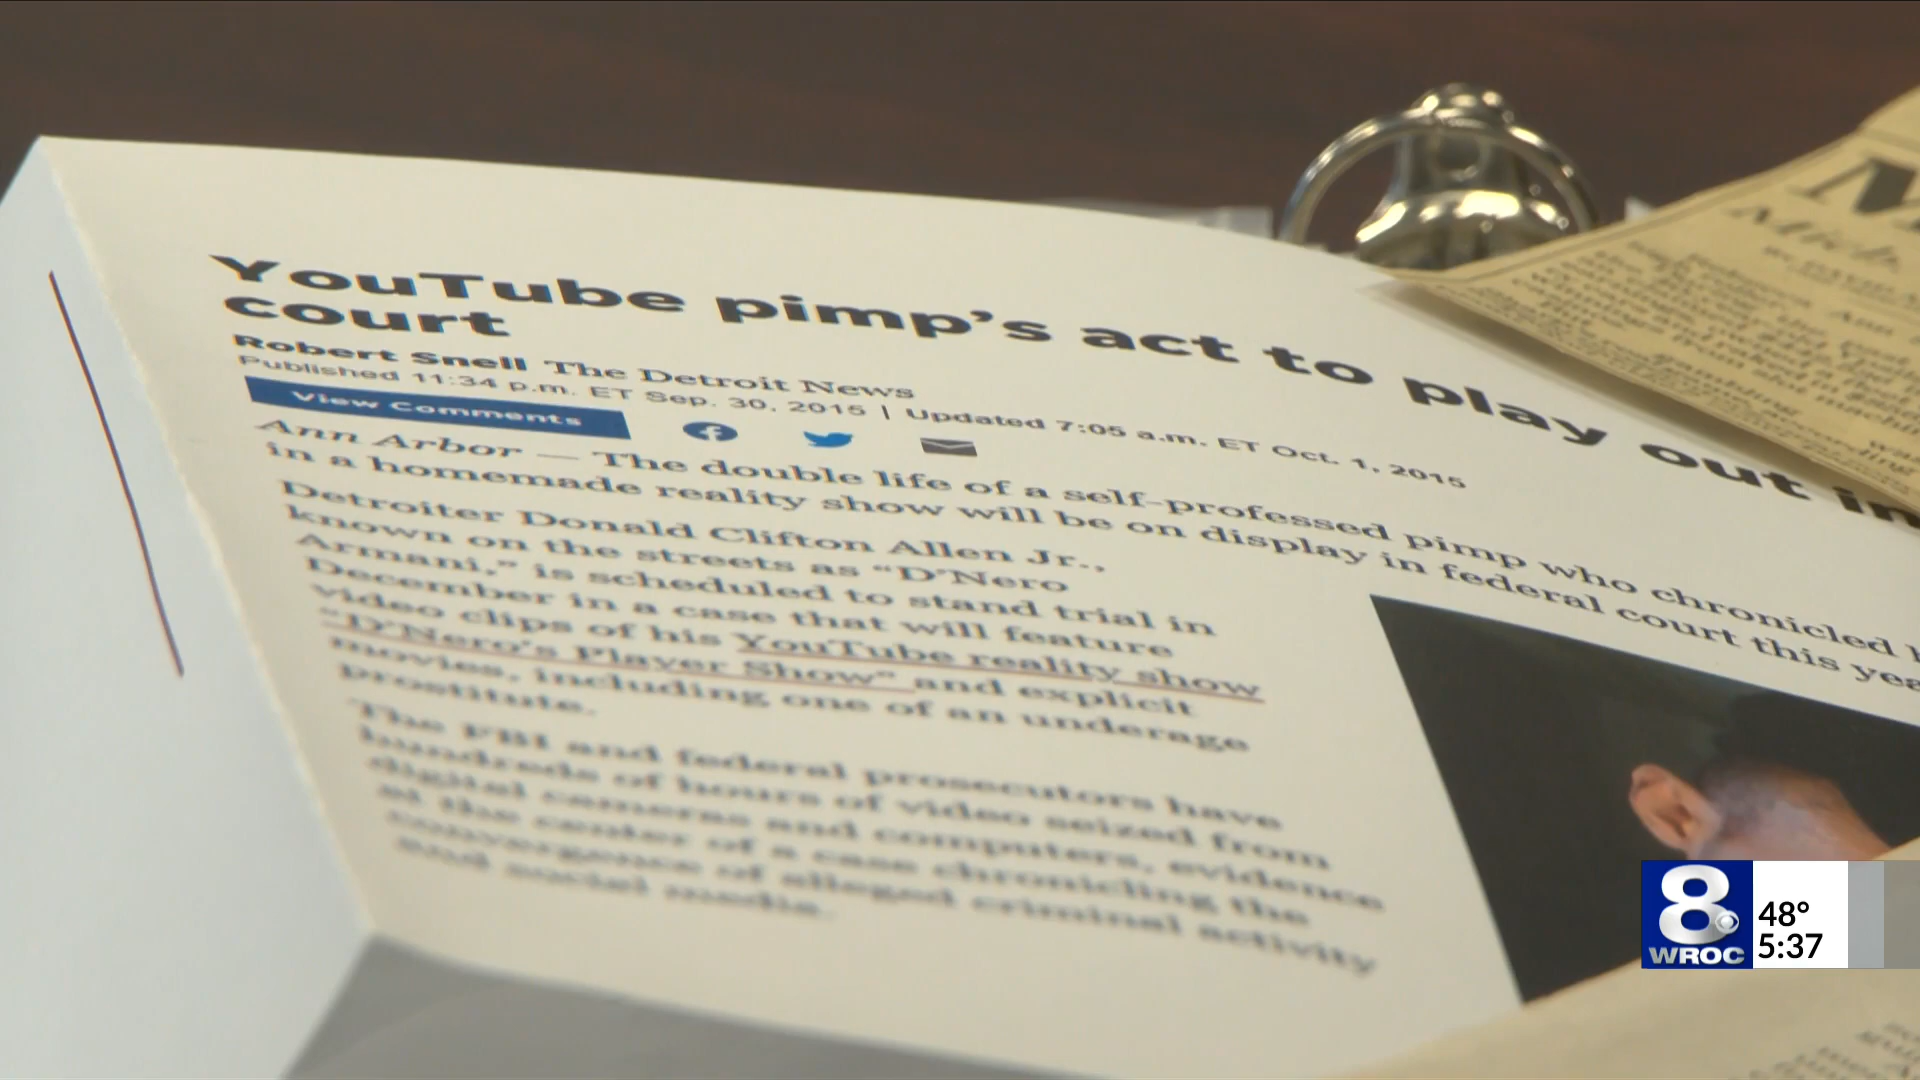 YouTube pimp's act to play out in
court
Robert Snell The Detroit News
Published 11:34 p.m. ET Sep. 30, 2015 | Updated 7:05 a.m. ET Oct. 1, 2015
View Comments
Ann Arbor — The double life of a self-professed pimp who chronicled
in a homemade reality show will be on display in federal court this
Detroiter Donald Clifton Allen Jr.,
known on the streets as “D'Nero
Armani,” is scheduled to stand trial in
December in a case that will feature
video clips of his YouTube reality show
“D'Nero's Player Show” and explicit
movies, including one of an underage
prostitute.
The FBI and federal prosecutors have
hundreds of hours of video seized from
digital cameras and computers, evidence
at the center of a case chronicling the
convergence of alleged criminal activity
and social media.
8
WROC
48°
5:37